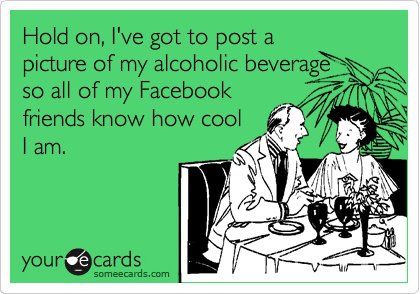 Hold on, I've got to post a
picture of my alcoholic beverage
so all of my Facebook
friends know how cool
I am.
your e cards
someecards.com